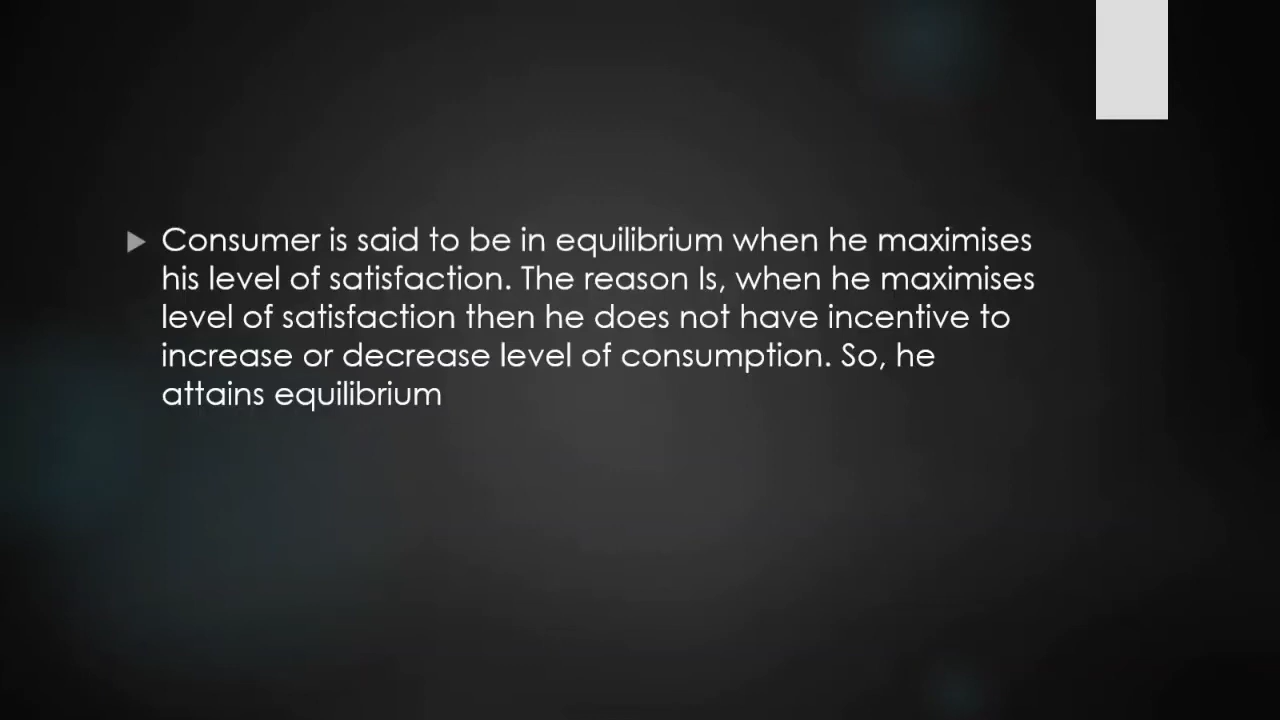 Consumer is said to be in equilibrium when he maximises
his level of satisfaction. The reason Is, when he maximises
level of satisfaction then he does not have incentive to
increase or decrease level of consumption. So, he
attains equilibrium